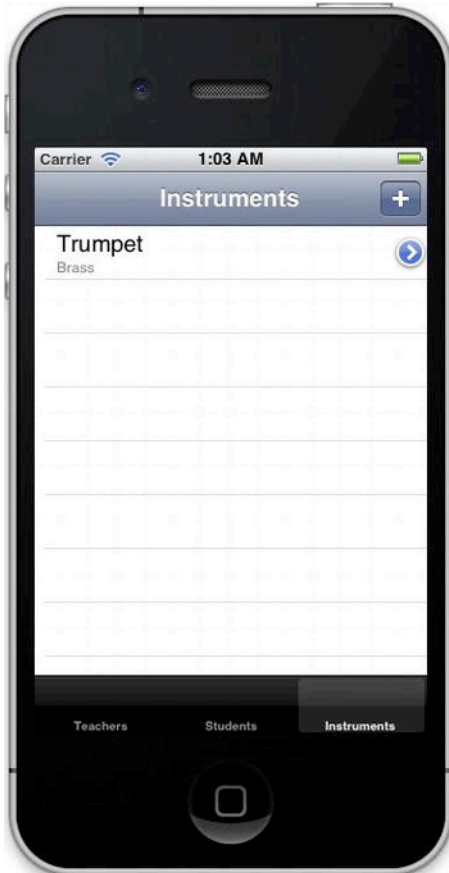 Carrier 1:03 AM
Instruments +
Trumpet
Brass
Teachers Students Instruments